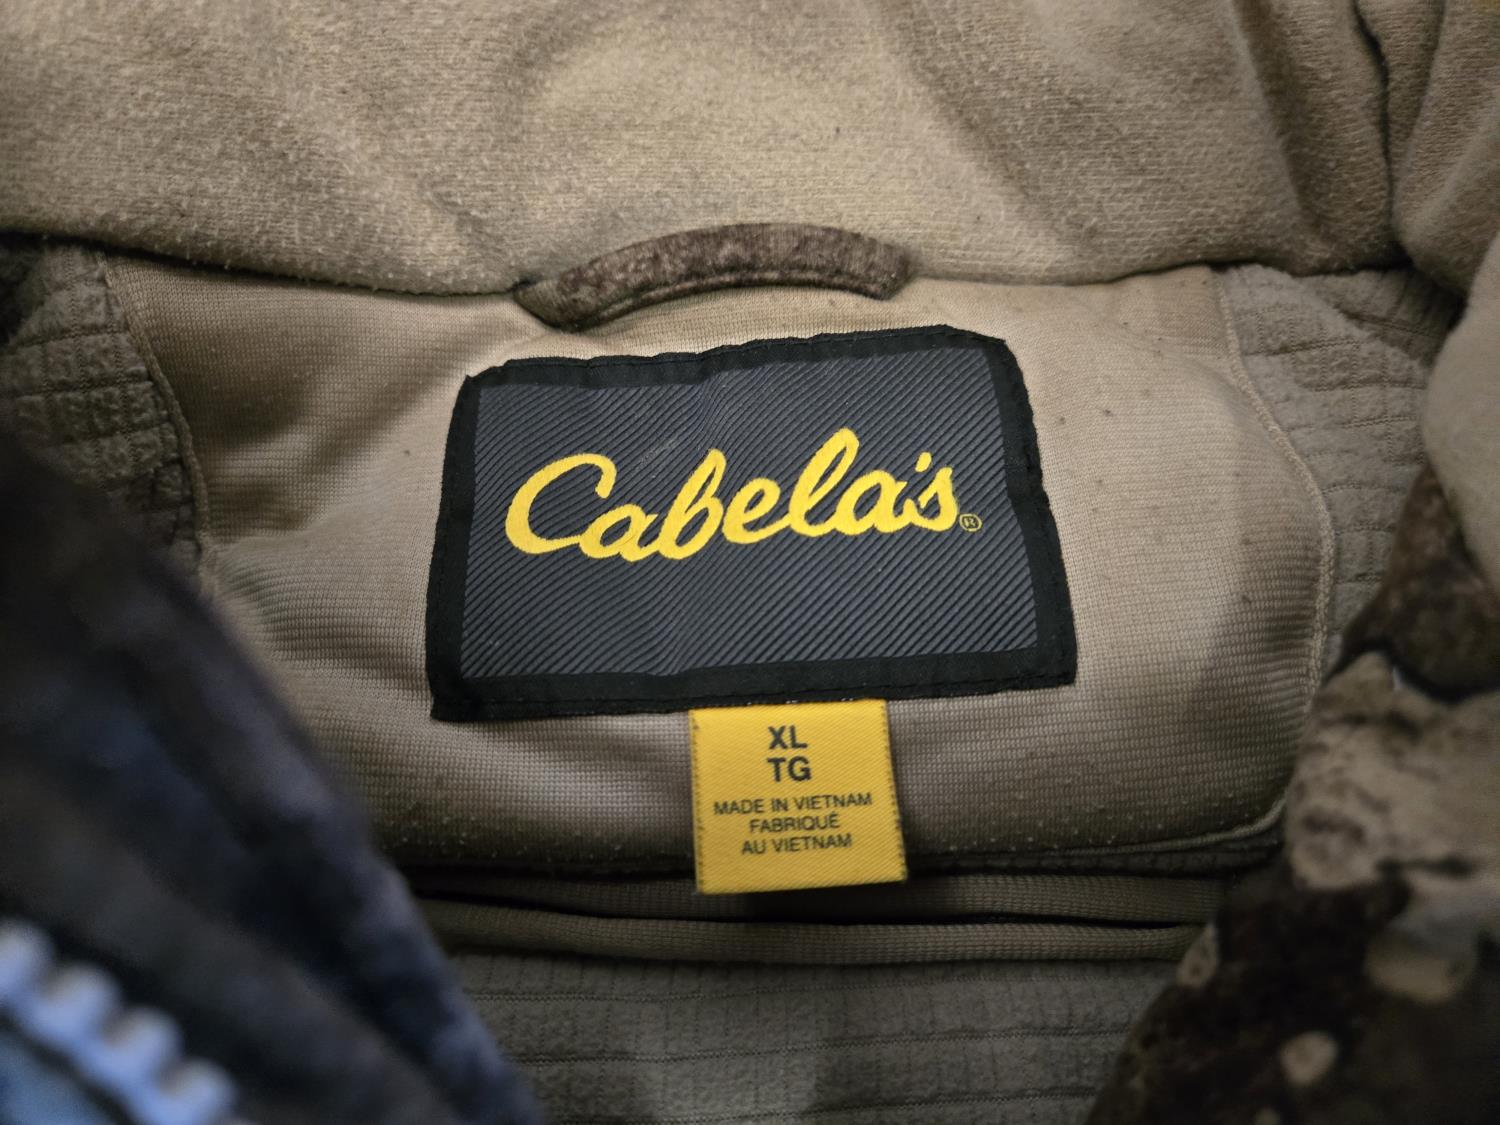 Cabela's®
XL
TG
MADE IN VIETNAM
FABRIQUÉ
AU VIETNAM